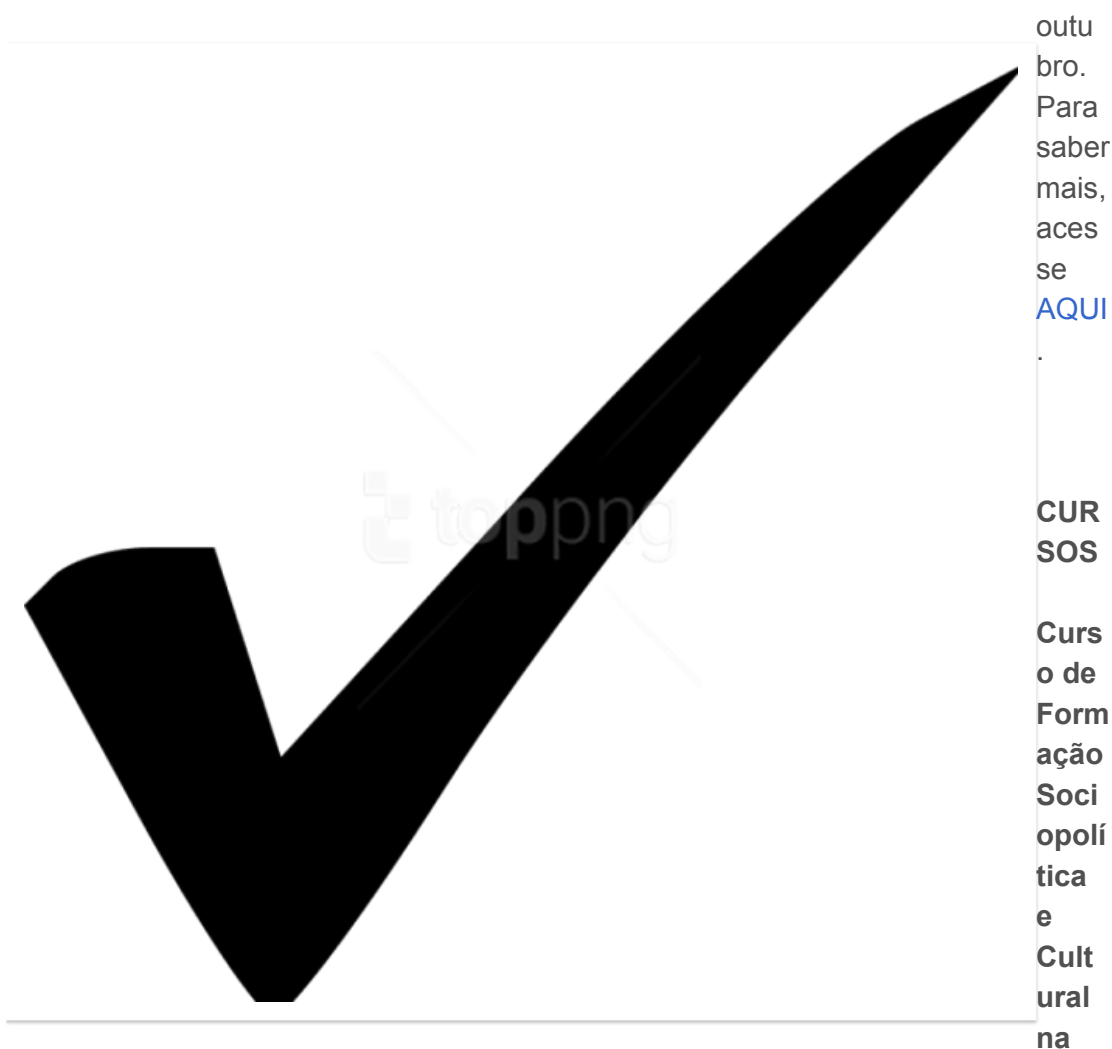 outu
bro.
Para
saber
mais,
aces
se
AQUI
.
toppng
CUR
SOS
Curs
o de
Form
ação
Soci
opolí
tica
e
Cult
ural
na